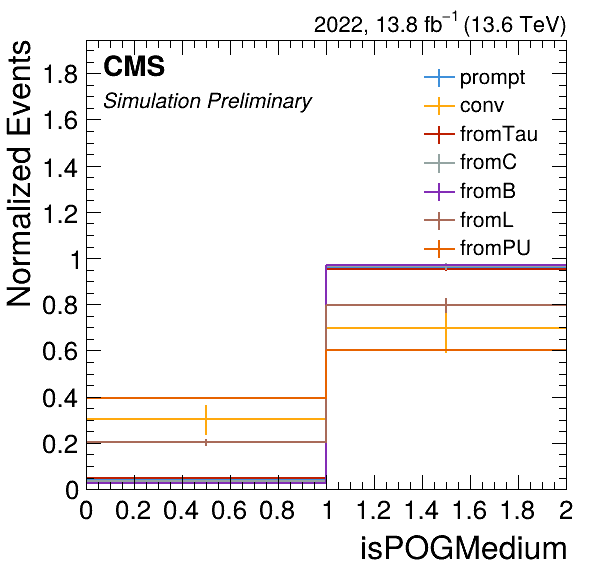 2022, 13.8 fb⁻¹ (13.6 TeV)
CMS
Simulation Preliminary
prompt
conv
fromTau
fromC
fromB
fromL
fromPU
Normalized Events
1.8
1.6
1.4
1.2
1
0.8
0.6
0.4
0.2
0
0 0.2 0.4 0.6 0.8 1 1.2 1.4 1.6 1.8 2
isPOGMedium